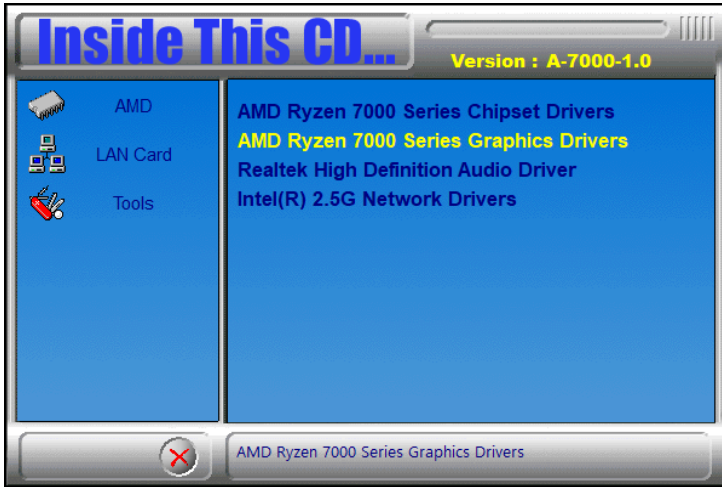 Inside This CD...
Version : A-7000-1.0
AMD
LAN Card
Tools
AMD Ryzen 7000 Series Chipset Drivers
AMD Ryzen 7000 Series Graphics Drivers
Realtek High Definition Audio Driver
Intel(R) 2.5G Network Drivers
AMD Ryzen 7000 Series Graphics Drivers